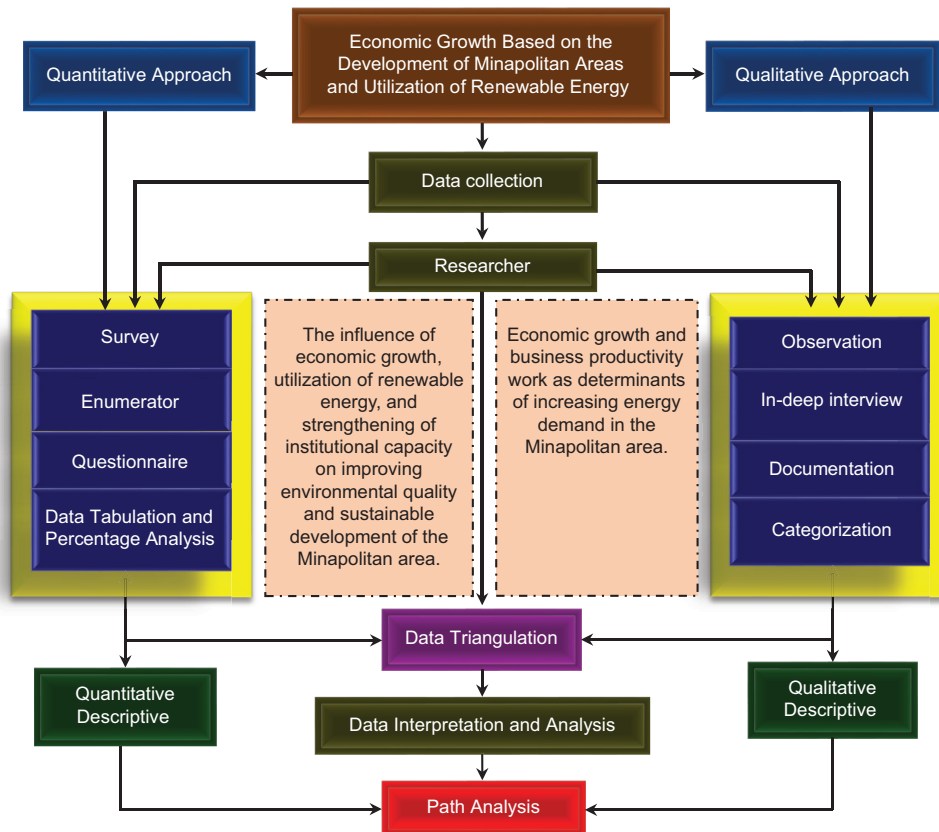 Economic Growth Based on the
Development of Minapolitan Areas
and Utilization of Renewable Energy
Quantitative Approach
Qualitative Approach
Data collection
Researcher
Survey
Enumerator
Questionnaire
Data Tabulation and
Percentage Analysis
The influence of
economic growth,
utilization of renewable
energy, and
strengthening of
institutional capacity
on improving
environmental quality
and sustainable
development of the
Minapolitan area.
Economic growth and
business productivity
work as determinants
of increasing energy
demand in the
Minapolitan area.
Observation
In-deep interview
Documentation
Categorization
Data Triangulation
Quantitative
Descriptive
Qualitative
Descriptive
Data Interpretation and Analysis
Path Analysis